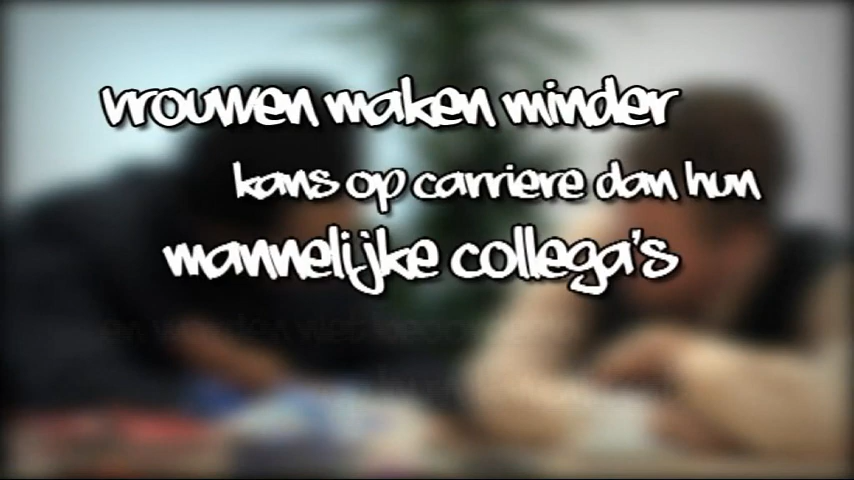 vrouwen maken minder
kans op carriere dan hun
mannelijke collega's